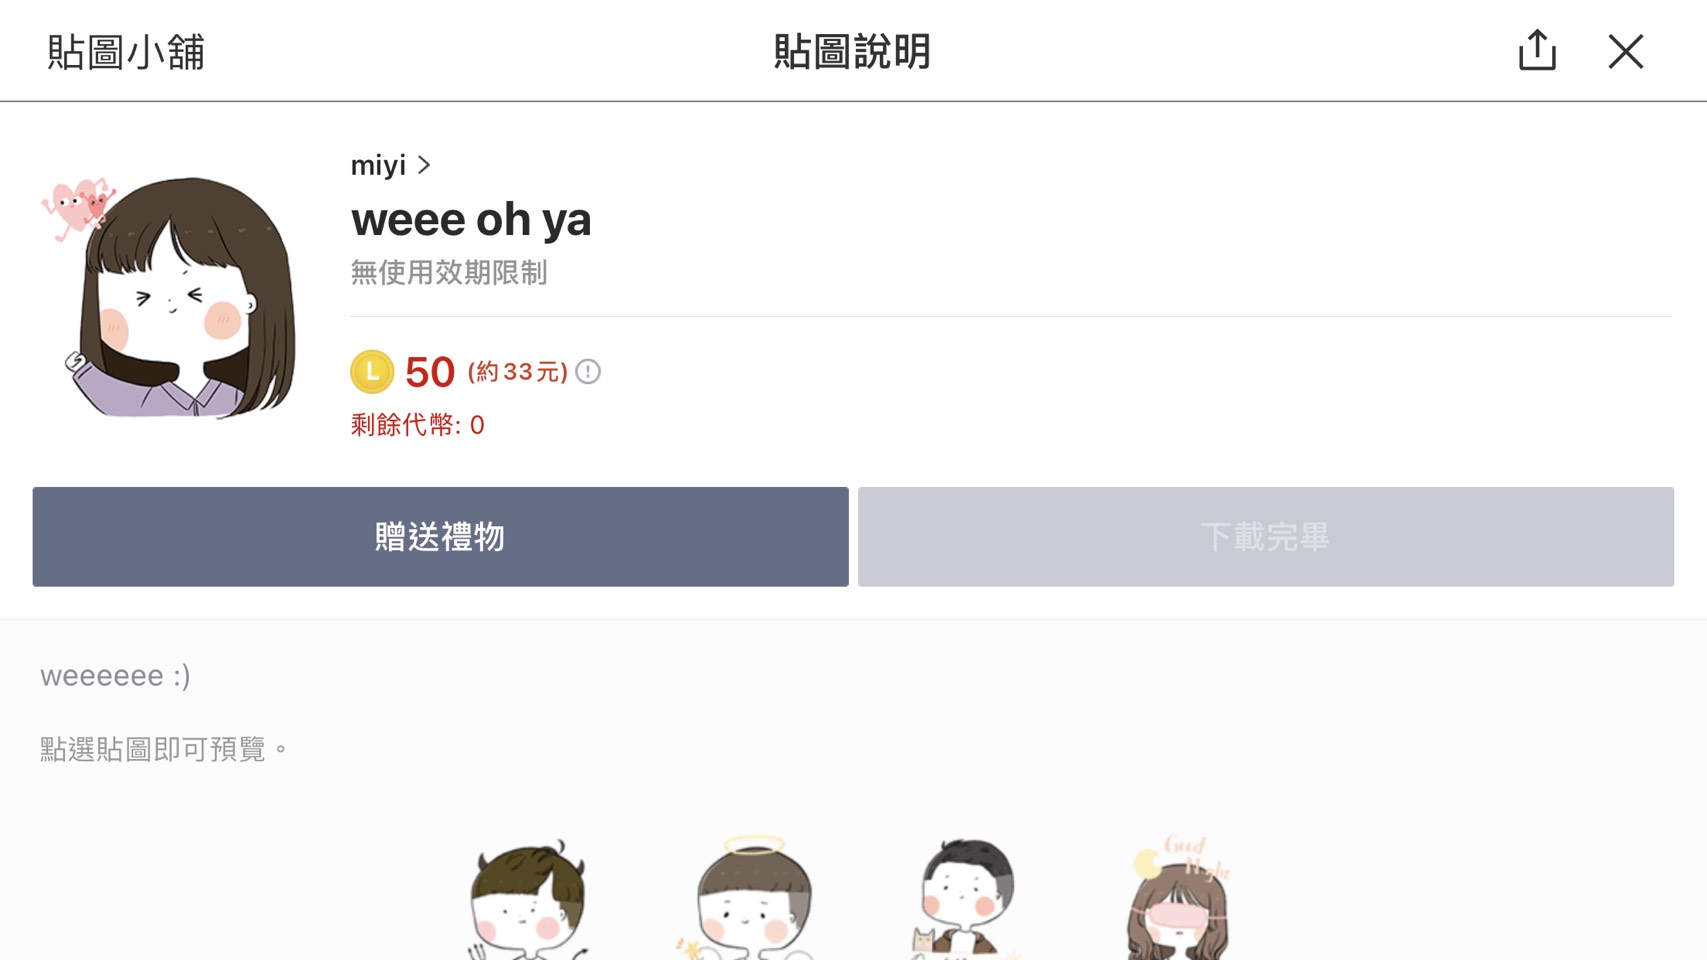 貼圖小舖
貼圖說明
miyi
weee oh ya
無使用效期限制
L 50 (約33元)
剩餘代幣: 0
贈送禮物
下載完畢
weeeeee :)
點選貼圖即可預覽。
Good
Night